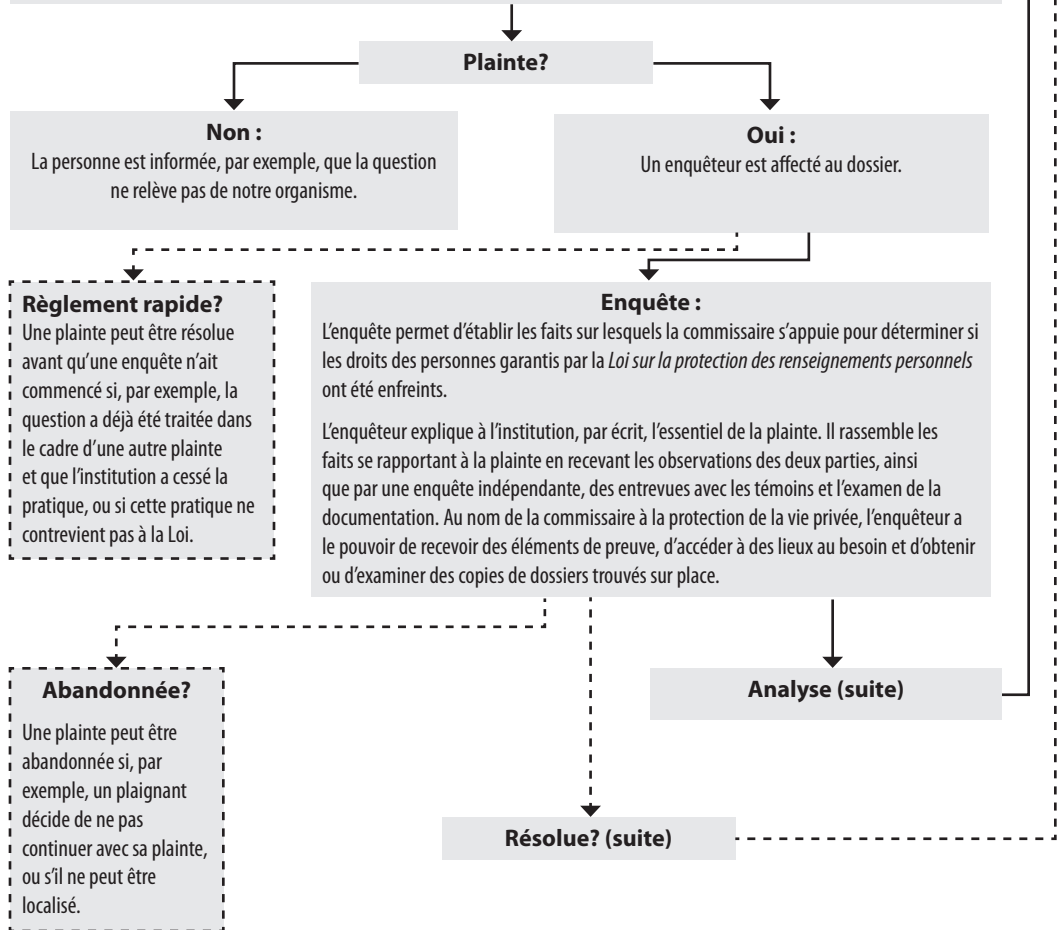 Plainte?
Non :
La personne est informée, par exemple, que la question
ne relève pas de notre organisme.
Oui :
Un enquêteur est affecté au dossier.
Règlement rapide?
Une plainte peut être résolue
avant qu'une enquête n'ait
commencé si, par exemple, la
question a déjà été traitée dans
le cadre d'une autre plainte
et que l'institution a cessé la
pratique, ou si cette pratique ne
contrevient pas à la Loi.
Enquête :
L'enquête permet d'établir les faits sur lesquels la commissaire s'appuie pour déterminer si
les droits des personnes garantis par la Loi sur la protection des renseignements personnels
ont été enfreints.
L'enquêteur explique à l'institution, par écrit, l'essentiel de la plainte. Il rassemble les
faits se rapportant à la plainte en recevant les observations des deux parties, ainsi
que par une enquête indépendante, des entrevues avec les témoins et l'examen de la
documentation. Au nom de la commissaire à la protection de la vie privée, l'enquêteur a
le pouvoir de recevoir des éléments de preuve, d'accéder à des lieux au besoin et d'obtenir
ou d'examiner des copies de dossiers trouvés sur place.
Abandonnée?
Une plainte peut être
abandonnée si, par
exemple, un plaignant
décide de ne pas
continuer avec sa plainte,
ou s'il ne peut être
localisé.
Analyse (suite)
Résolue? (suite)